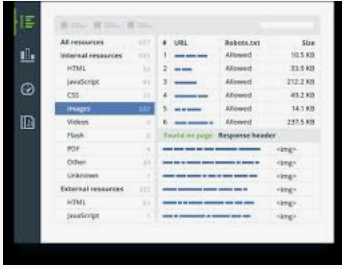 All resources
Internal resources
HTML
JavaScript
CSS
Images
Videos
Flash
PDF
Other
Unknown
External resources
HTML
JavaScript
# URL Robots.txt Size
1 Allowed 10.5 KB
2 Allowed 33.9 KB
3 Allowed 212.2 KB
4 Allowed 49.2 KB
5 Allowed 14.1 KB
6 Allowed 237.5 KB
Found on page Response header
<img>
<img>
<img>
<img>
<img>
<img>